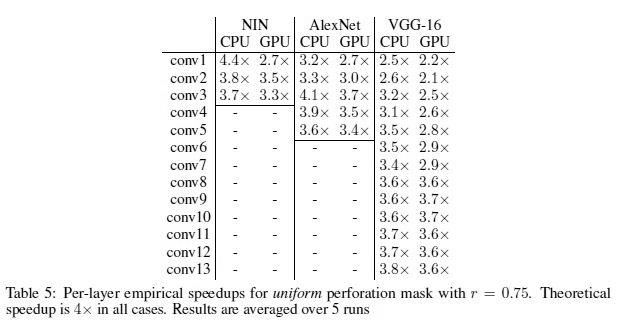 NIN AlexNet VGG-16
CPU GPU CPU GPU CPU GPU
conv1 4.4× 2.7× 3.2× 2.7× 2.5× 2.2×
conv2 3.8× 3.5× 3.3× 3.0× 2.6× 2.1×
conv3 3.7× 3.3× 4.1× 3.7× 3.2× 2.5×
conv4 - - 3.9× 3.5× 3.1× 2.6×
conv5 - - 3.6× 3.4× 3.5× 2.8×
conv6 - - - - 3.5× 2.9×
conv7 - - - - 3.4× 2.9×
conv8 - - - - 3.6× 3.6×
conv9 - - - - 3.6× 3.7×
conv10 - - - - 3.6× 3.7×
conv11 - - - - 3.7× 3.6×
conv12 - - - - 3.7× 3.6×
conv13 - - - - 3.8× 3.6×
Table 5: Per-layer empirical speedups for uniform perforation mask with r = 0.75. Theoretical
speedup is 4× in all cases. Results are averaged over 5 runs